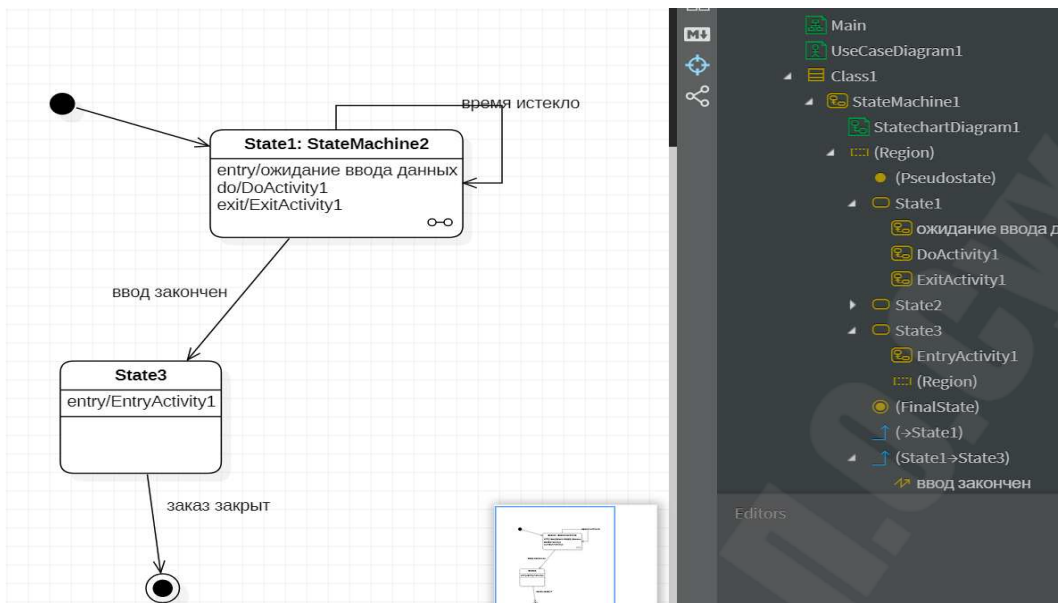 время истекло
State1: StateMachine2
entry/ожидание ввода данных
do/DoActivity1
exit/ExitActivity1
ввод закончен
State3
entry/EntryActivity1
заказ закрыт
M↓
Main
UseCaseDiagram1
Class1
StateMachine1
StatechartDiagram1
(Region)
(Pseudostate)
State1
ожидание ввода д
DoActivity1
ExitActivity1
State2
State3
EntryActivity1
(Region)
(FinalState)
(→State1)
(State1→State3)
ввод закончен
Editors